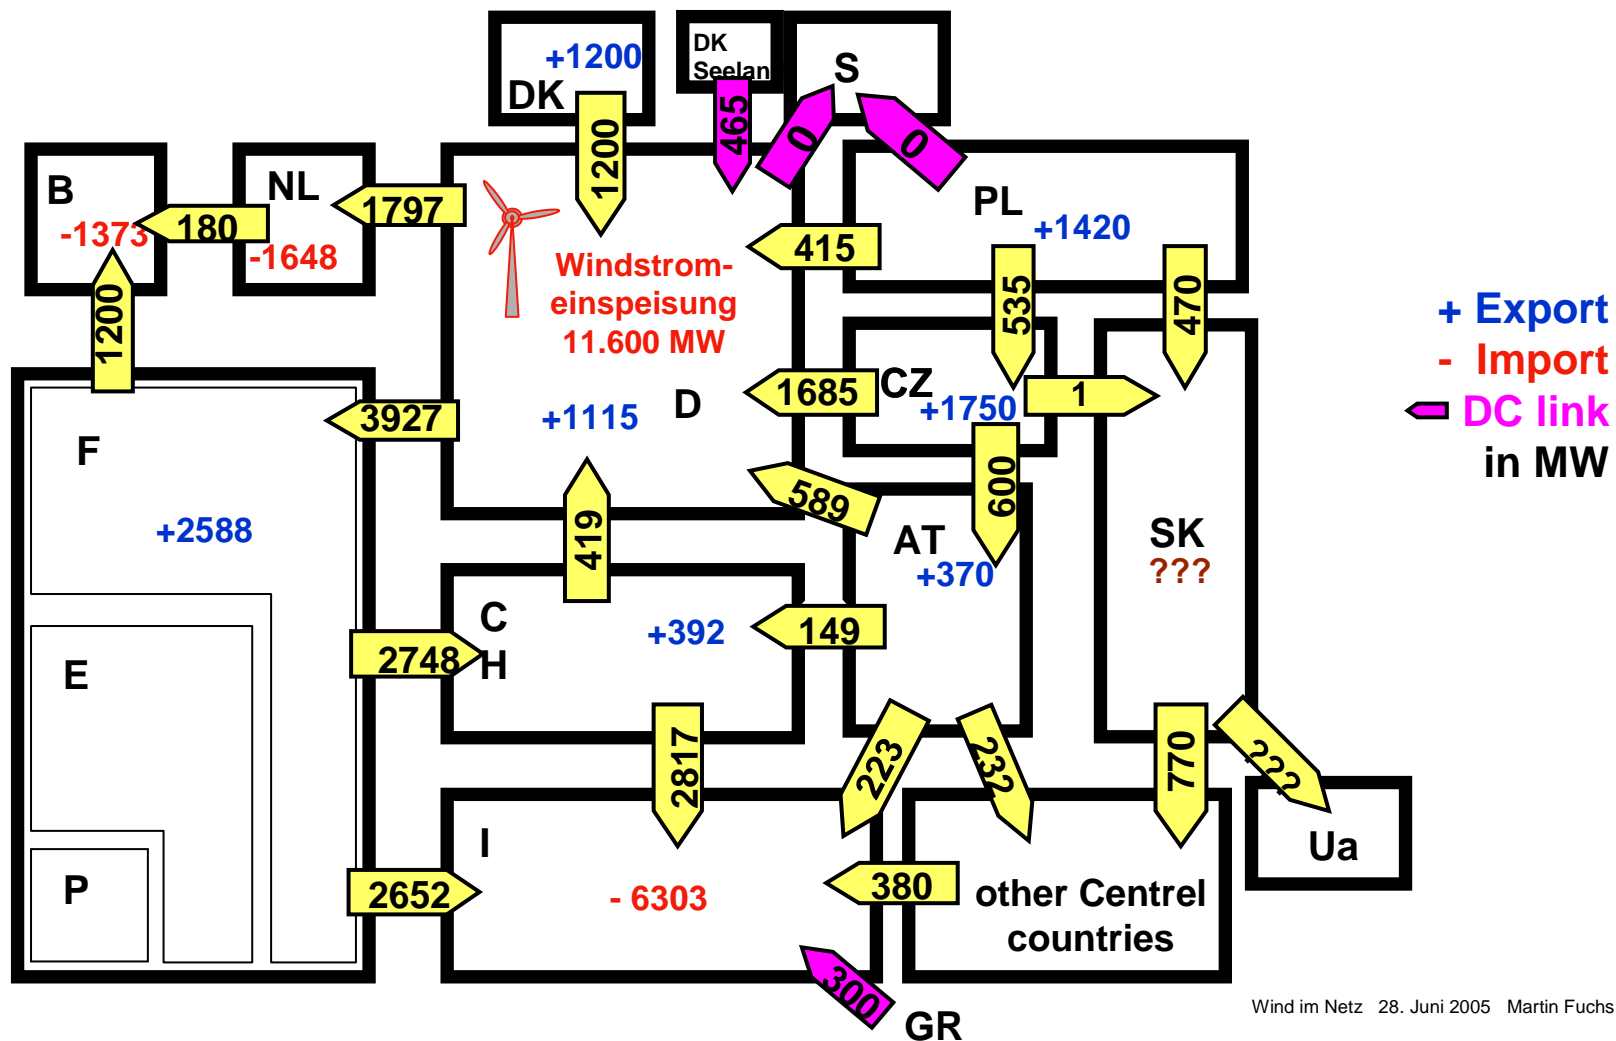 +1200
DK
DK
Seelan
S
1200
465
0
0
B
-1373
180
NL
-1648
1797
Windstrom-
einspeisung
11.600 MW
D
+1115
415
PL
+1420
535
470
+ Export
- Import
DC link
in MW
1200
F
+2588
3927
1685
CZ
+1750
1
419
589
600
AT
+370
SK
???
E
2748
C
H
+392
149
2817
223
232
770
???
P
2652
I
- 6303
380
other Centrel
countries
Ua
300
GR
Wind im Netz 28. Juni 2005 Martin Fuchs